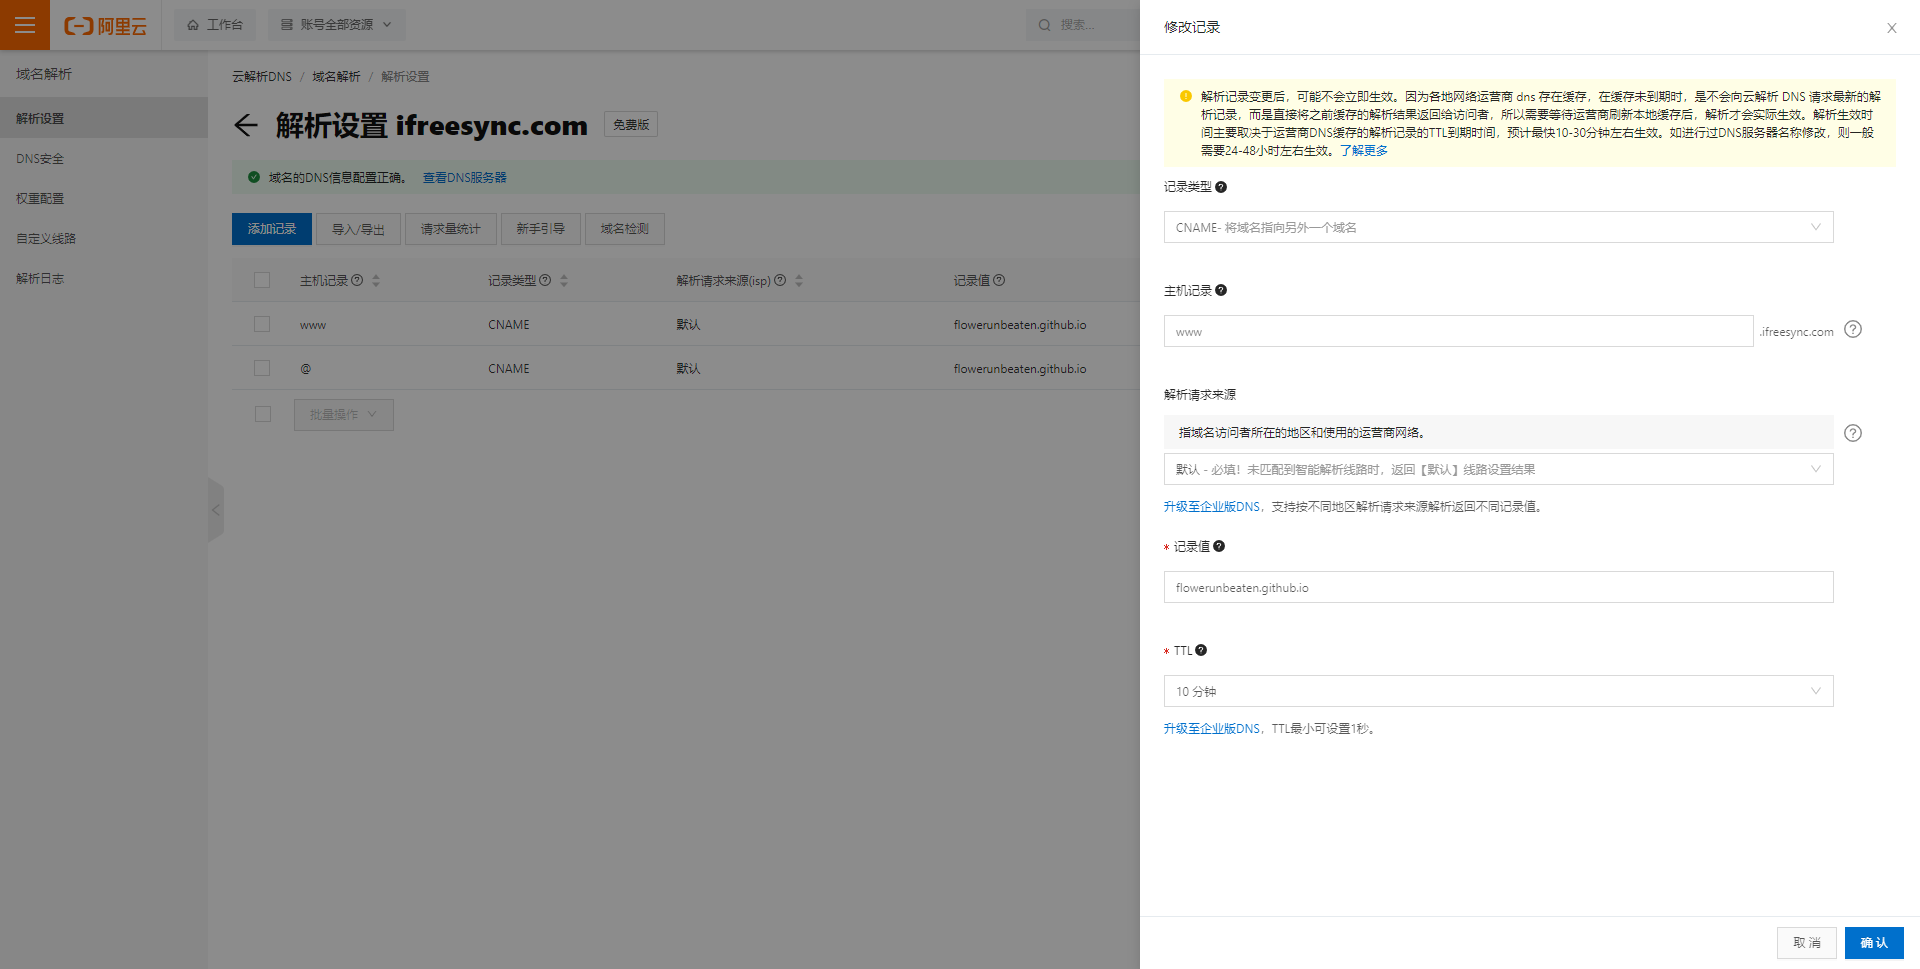 阿里云
工作台
账号全部资源
搜索...
域名解析
解析设置
DNS安全
权重配置
自定义线路
解析日志
云解析DNS / 域名解析 / 解析设置
解析设置 ifreesync.com
免费版
域名的DNS信息配置正确。 查看DNS服务器
添加记录 导入/导出 请求量统计 新手引导 域名检测
主机记录 记录类型 解析请求来源(isp) 记录值
www CNAME 默认 flowerunbeaten.github.io
@ CNAME 默认 flowerunbeaten.github.io
批量操作
修改记录
解析记录变更后，可能不会立即生效。因为各地网络运营商 dns 存在缓存，在缓存未到期时，是不会向云解析 DNS 请求最新的解
析记录，而是直接将之前缓存的解析结果返回给访问者，所以需要等待运营商刷新本地缓存后，解析才会实际生效。解析生效时
间主要取决于运营商DNS缓存的解析记录的TTL到期时间，预计最快10-30分钟左右生效。如进行过DNS服务器名称修改，则一般
需要24-48小时左右生效。了解更多
记录类型
CNAME- 将域名指向另外一个域名
主机记录
www .ifreesync.com
解析请求来源
指域名访问者所在的地区和使用的运营商网络。
默认 - 必填！未匹配到智能解析线路时，返回【默认】线路设置结果
升级至企业版DNS，支持按不同地区解析请求来源解析返回不同记录值。
* 记录值
flowerunbeaten.github.io
* TTL
10 分钟
升级至企业版DNS，TTL最小可设置1秒。
取消 确认